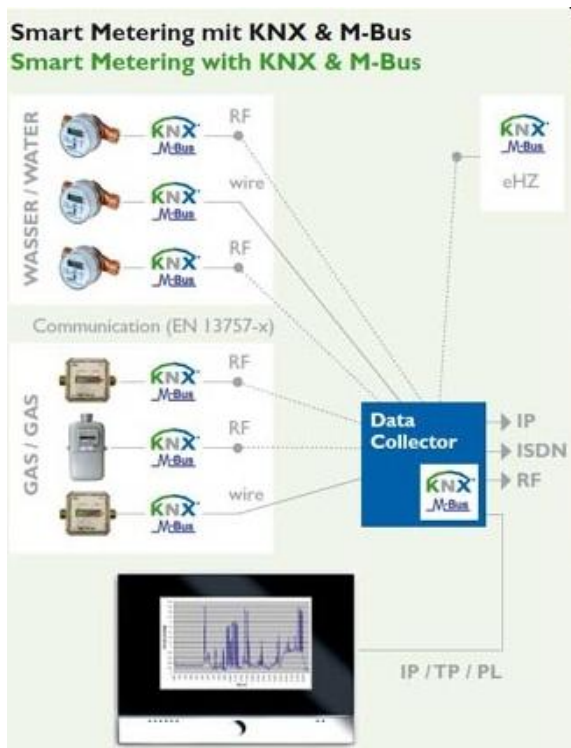 Smart Metering mit KNX & M-Bus
Smart Metering with KNX & M-Bus
WASSER / WATER
KNX
M-Bus
RF
KNX
M-Bus
wire
KNX
M-Bus
RF
KNX
M-Bus
eHZ
Communication (EN 13757-x)
GAS / GAS
KNX
M-Bus
RF
KNX
M-Bus
RF
KNX
M-Bus
wire
Data
Collector
KNX
M-Bus
IP
ISDN
RF
IP / TP / PL